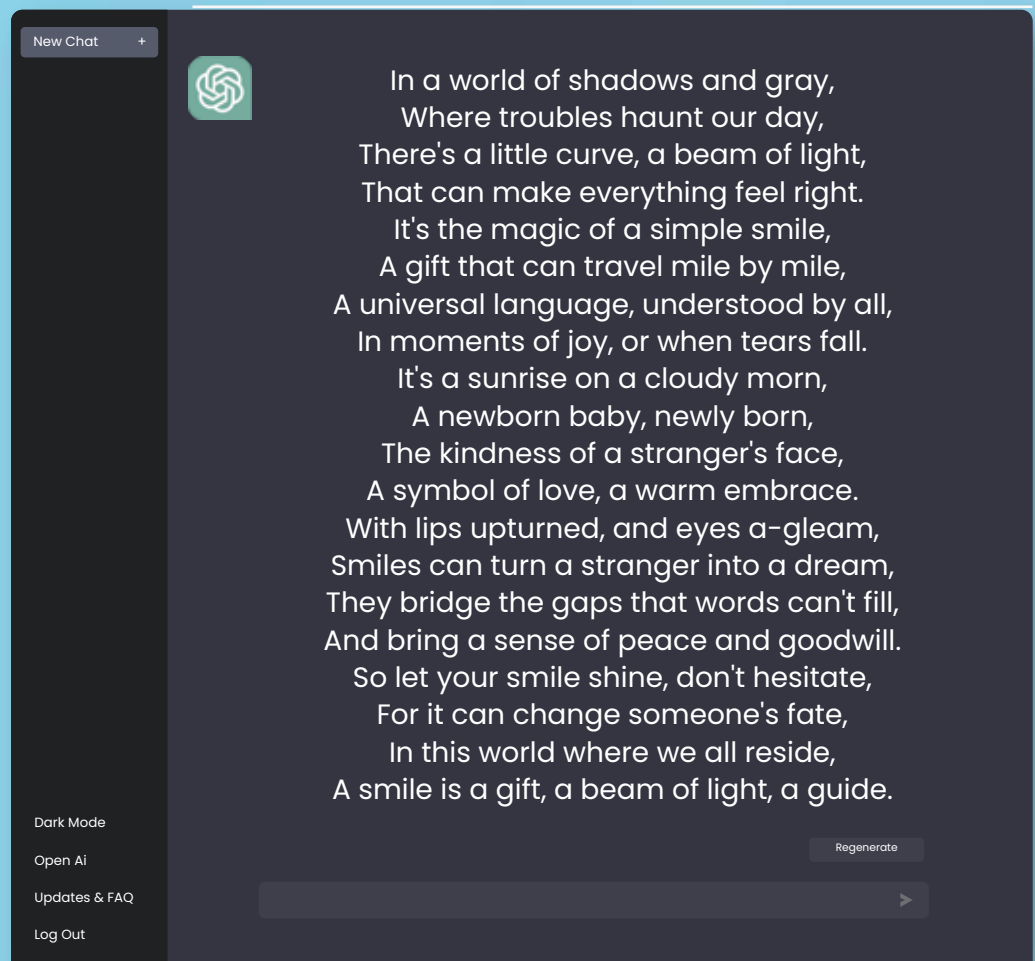 New Chat +
In a world of shadows and gray,
Where troubles haunt our day,
There's a little curve, a beam of light,
That can make everything feel right.
It's the magic of a simple smile,
A gift that can travel mile by mile,
A universal language, understood by all,
In moments of joy, or when tears fall.
It's a sunrise on a cloudy morn,
A newborn baby, newly born,
The kindness of a stranger's face,
A symbol of love, a warm embrace.
With lips upturned, and eyes a-gleam,
Smiles can turn a stranger into a dream,
They bridge the gaps that words can't fill,
And bring a sense of peace and goodwill.
So let your smile shine, don't hesitate,
For it can change someone's fate,
In this world where we all reside,
A smile is a gift, a beam of light, a guide.
Dark Mode
Open Ai
Updates & FAQ
Log Out
Regenerate